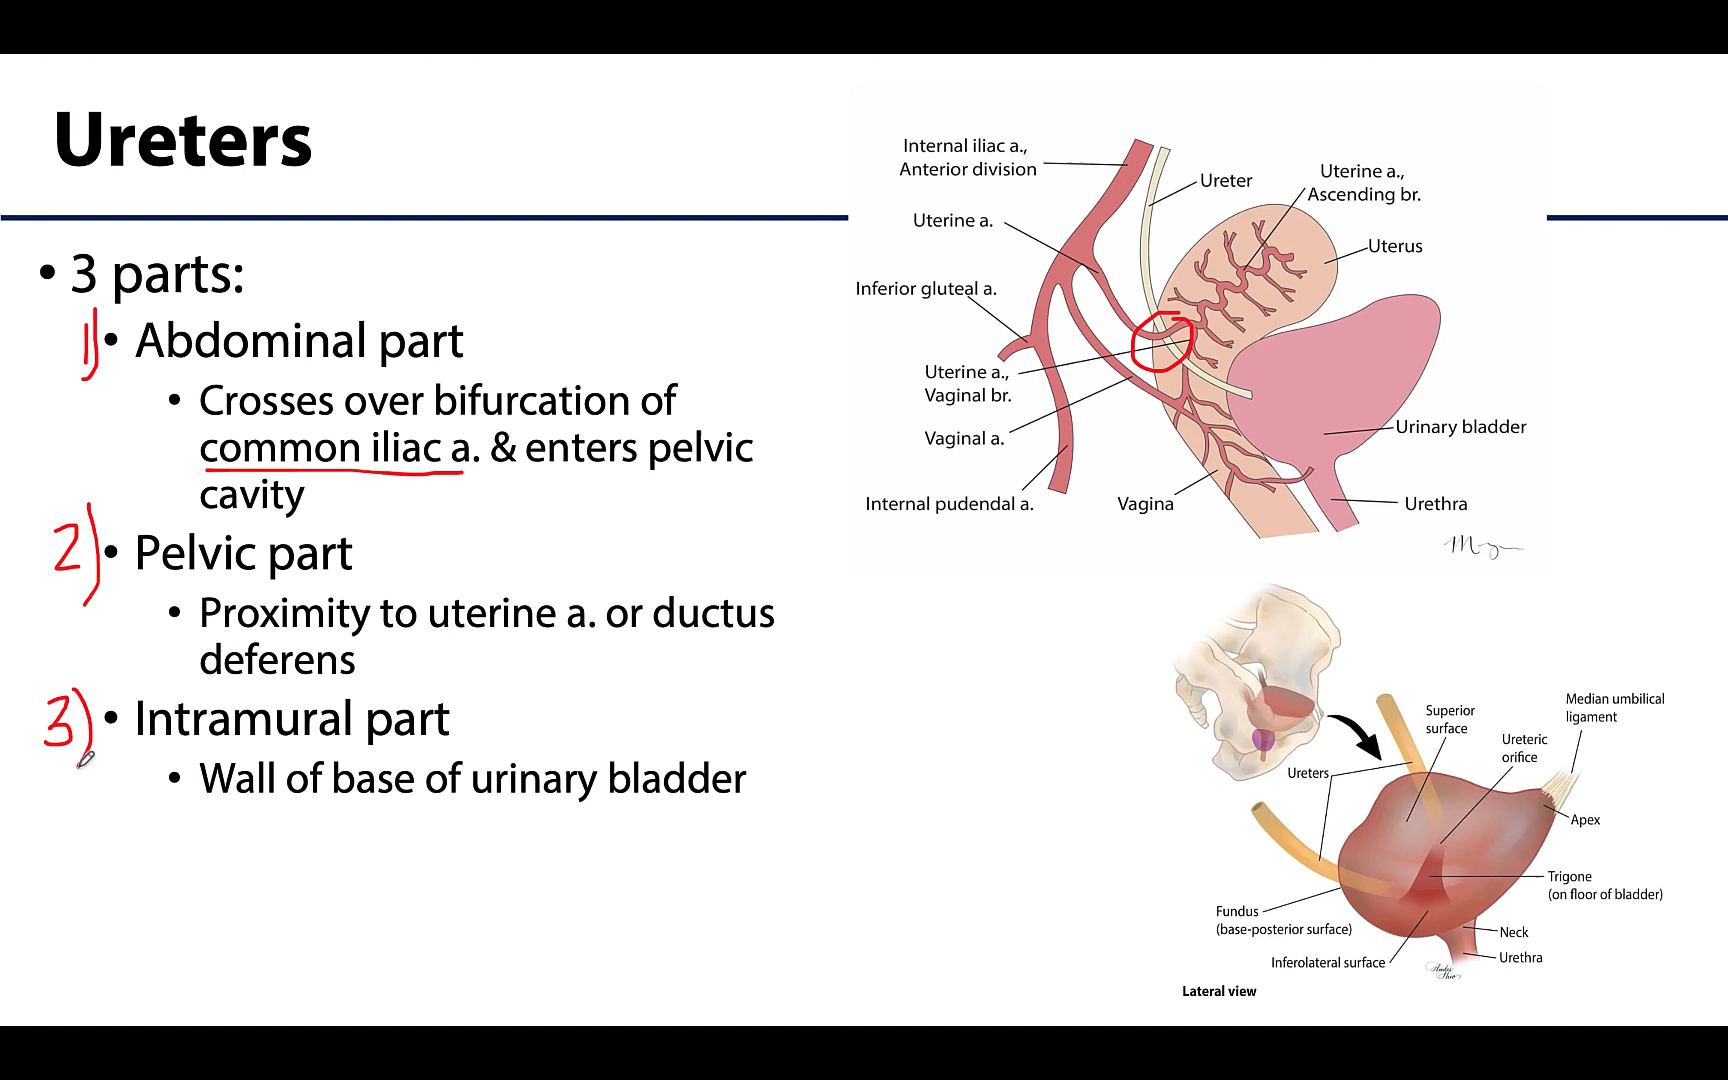 Ureters
• 3 parts:
1) • Abdominal part
• Crosses over bifurcation of
common iliac a. & enters pelvic
cavity
2) • Pelvic part
• Proximity to uterine a. or ductus
deferens
3) • Intramural part
• Wall of base of urinary bladder
Internal iliac a.,
Anterior division
Ureter
Uterine a.,
Ascending br.
Uterine a.
Uterus
Inferior gluteal a.
Uterine a.,
Vaginal br.
Vaginal a.
Urinary bladder
Internal pudendal a.
Vagina
Urethra
Median umbilical
ligament
Superior
surface
Ureteric
orifice
Ureters
Apex
Trigone
(on floor of bladder)
Fundus
(base-posterior surface)
Neck
Urethra
Inferolateral surface
Lateral view